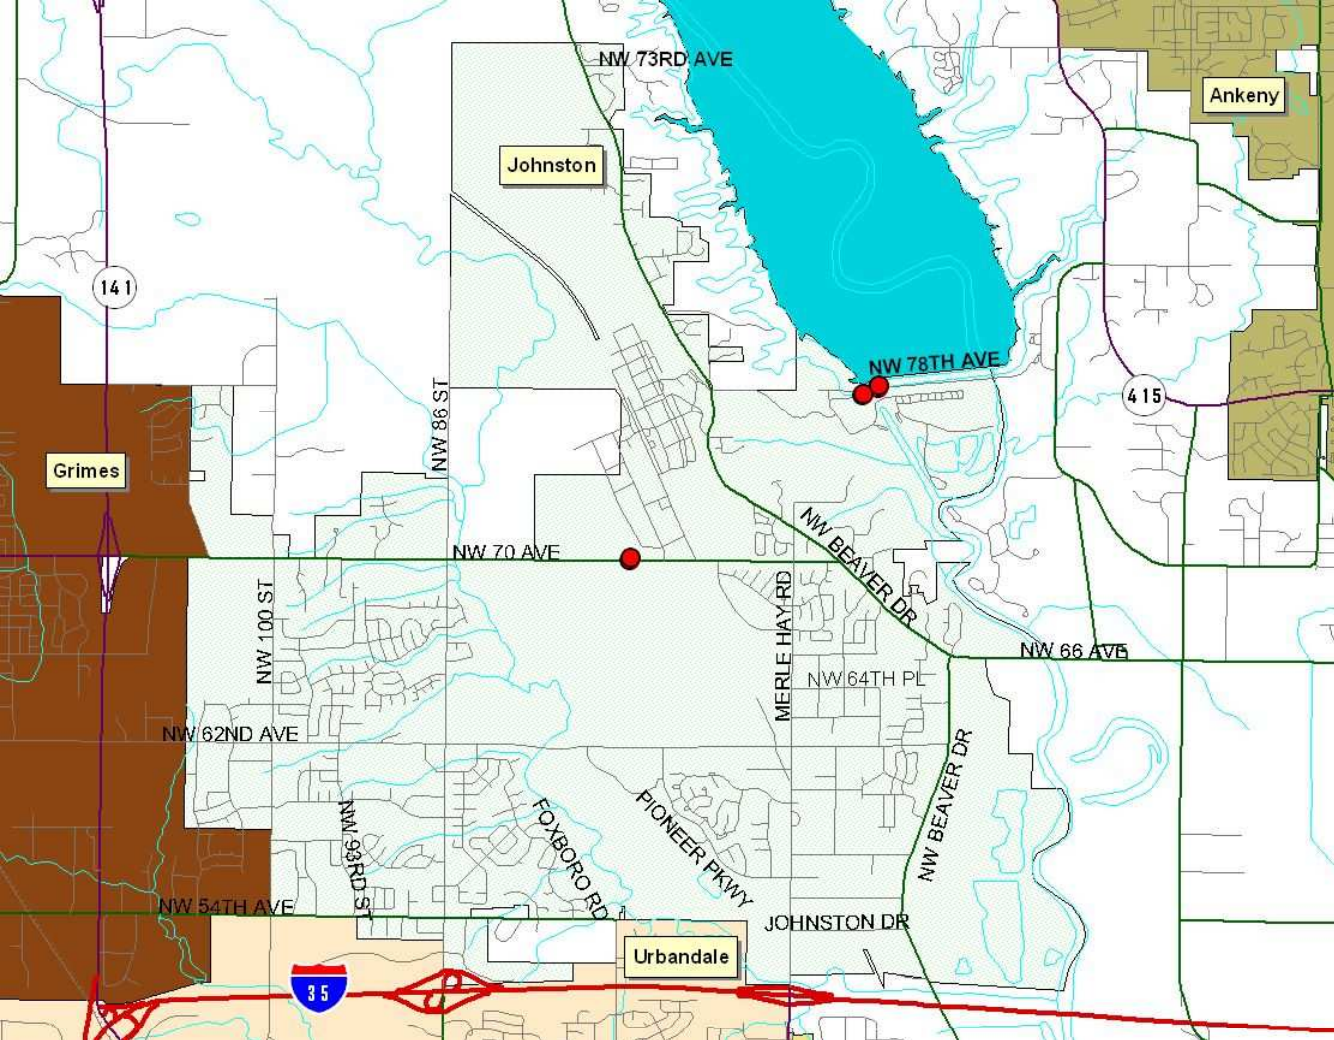 NW 73RD AVE
Ankeny
Johnston
141
NW 78TH AVE
415
NW 86 ST
Grimes
NW BEAVER DR
NW 70 AVE
NW 100 ST
MERLE HAY RD
NW 66 AVE
NW 64TH PL
NW 62ND AVE
NW BEAVER DR
NW 93RD ST
FOXBORO RD
PIONEER PKWY
NW 54TH AVE
JOHNSTON DR
Urbandale
35